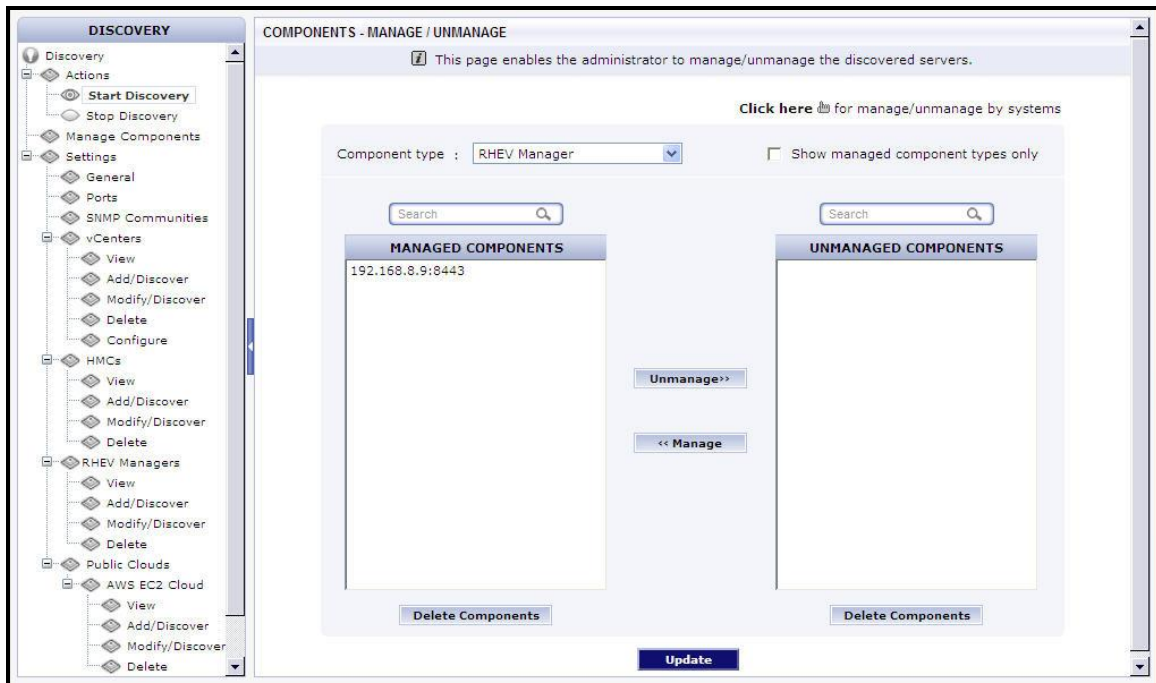 DISCOVERY
Discovery
Actions
Start Discovery
Stop Discovery
Manage Components
Settings
General
Ports
SNMP Communities
vCenters
View
Add/Discover
Modify/Discover
Delete
Configure
HMCs
View
Add/Discover
Modify/Discover
Delete
RHEV Managers
View
Add/Discover
Modify/Discover
Delete
Public Clouds
AWS EC2 Cloud
View
Add/Discover
Modify/Discover
Delete
COMPONENTS - MANAGE / UNMANAGE
i This page enables the administrator to manage/unmanage the discovered servers.
Click here for manage/unmanage by systems
Component type : RHEV Manager Show managed component types only
Search Search
MANAGED COMPONENTS UNMANAGED COMPONENTS
192.168.8.9:8443
Unmanage>>
<< Manage
Delete Components Delete Components
Update